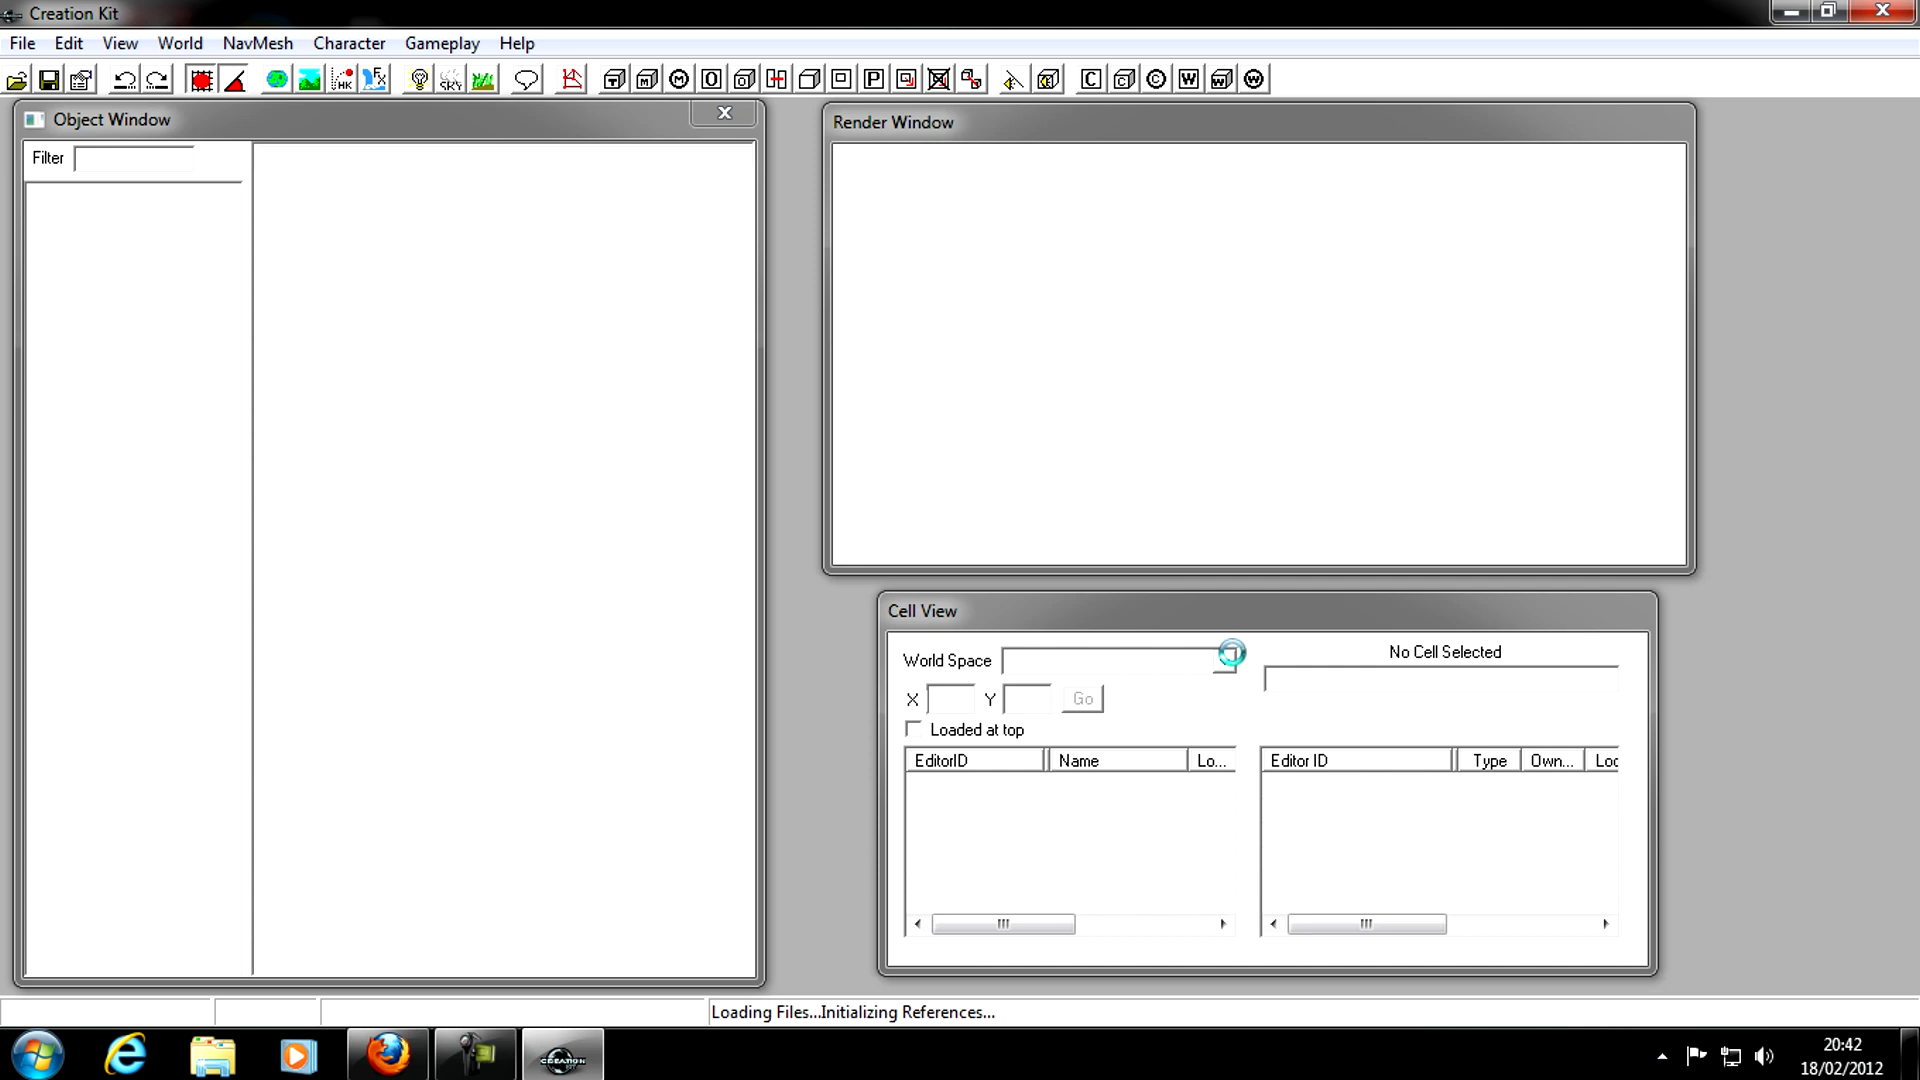 Creation Kit
File Edit View World NavMesh Character Gameplay Help
Object Window
Filter
Render Window
Cell View
World Space
No Cell Selected
X Y Go
Loaded at top
EditorID Name Lo...
Editor ID Type Own... Loc
Loading Files...Initializing References...
CREATION
20:42
18/02/2012